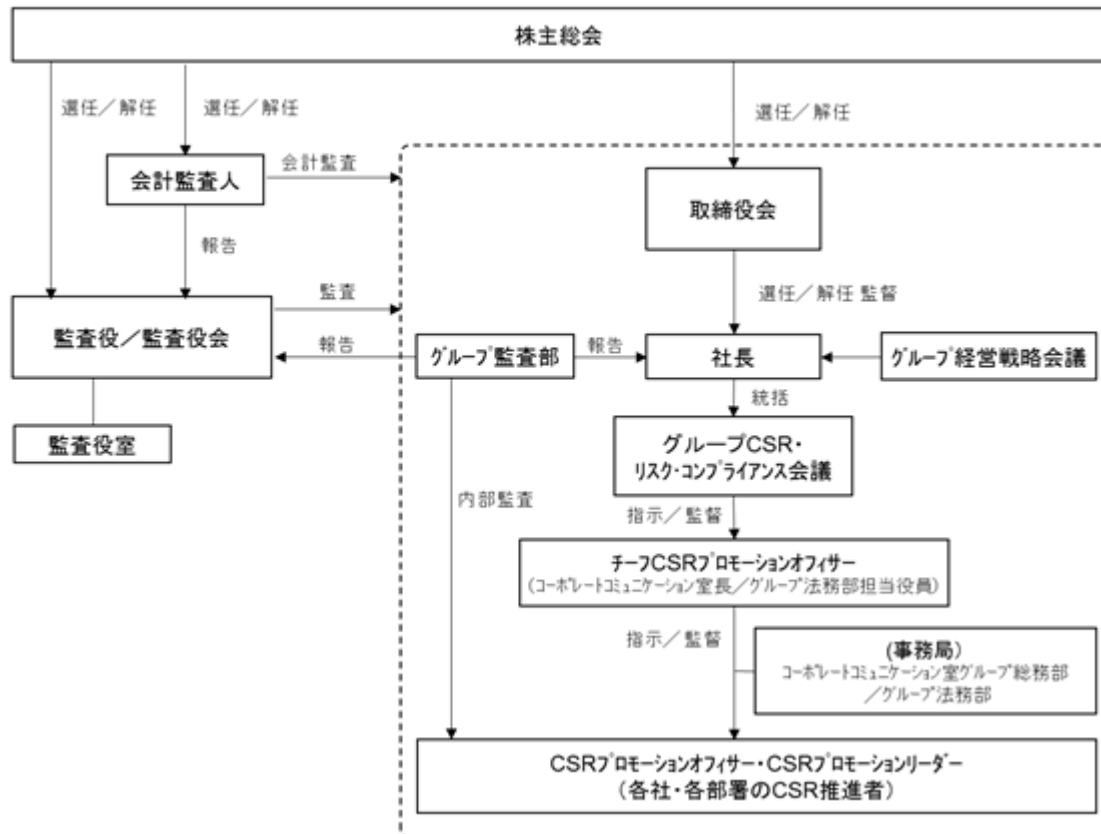 株主総会
選任／解任
選任／解任
選任／解任
会計監査人
会計監査
取締役会
報告
選任／解任 監督
監査役／監査役会
監査
報告
グループ監査部
報告
社長
グループ経営戦略会議
統括
監査役室
グループCSR・
リスク・コンプライアンス会議
内部監査
指示／監督
チーフCSRプロモーションオフィサー
(コーポレートコミュニケーション室長／グループ法務部担当役員)
指示／監督
(事務局)
コーポレートコミュニケーション室グループ総務部
／グループ法務部
CSRプロモーションオフィサー・CSRプロモーションリーダー
（各社・各部署のCSR推進者）